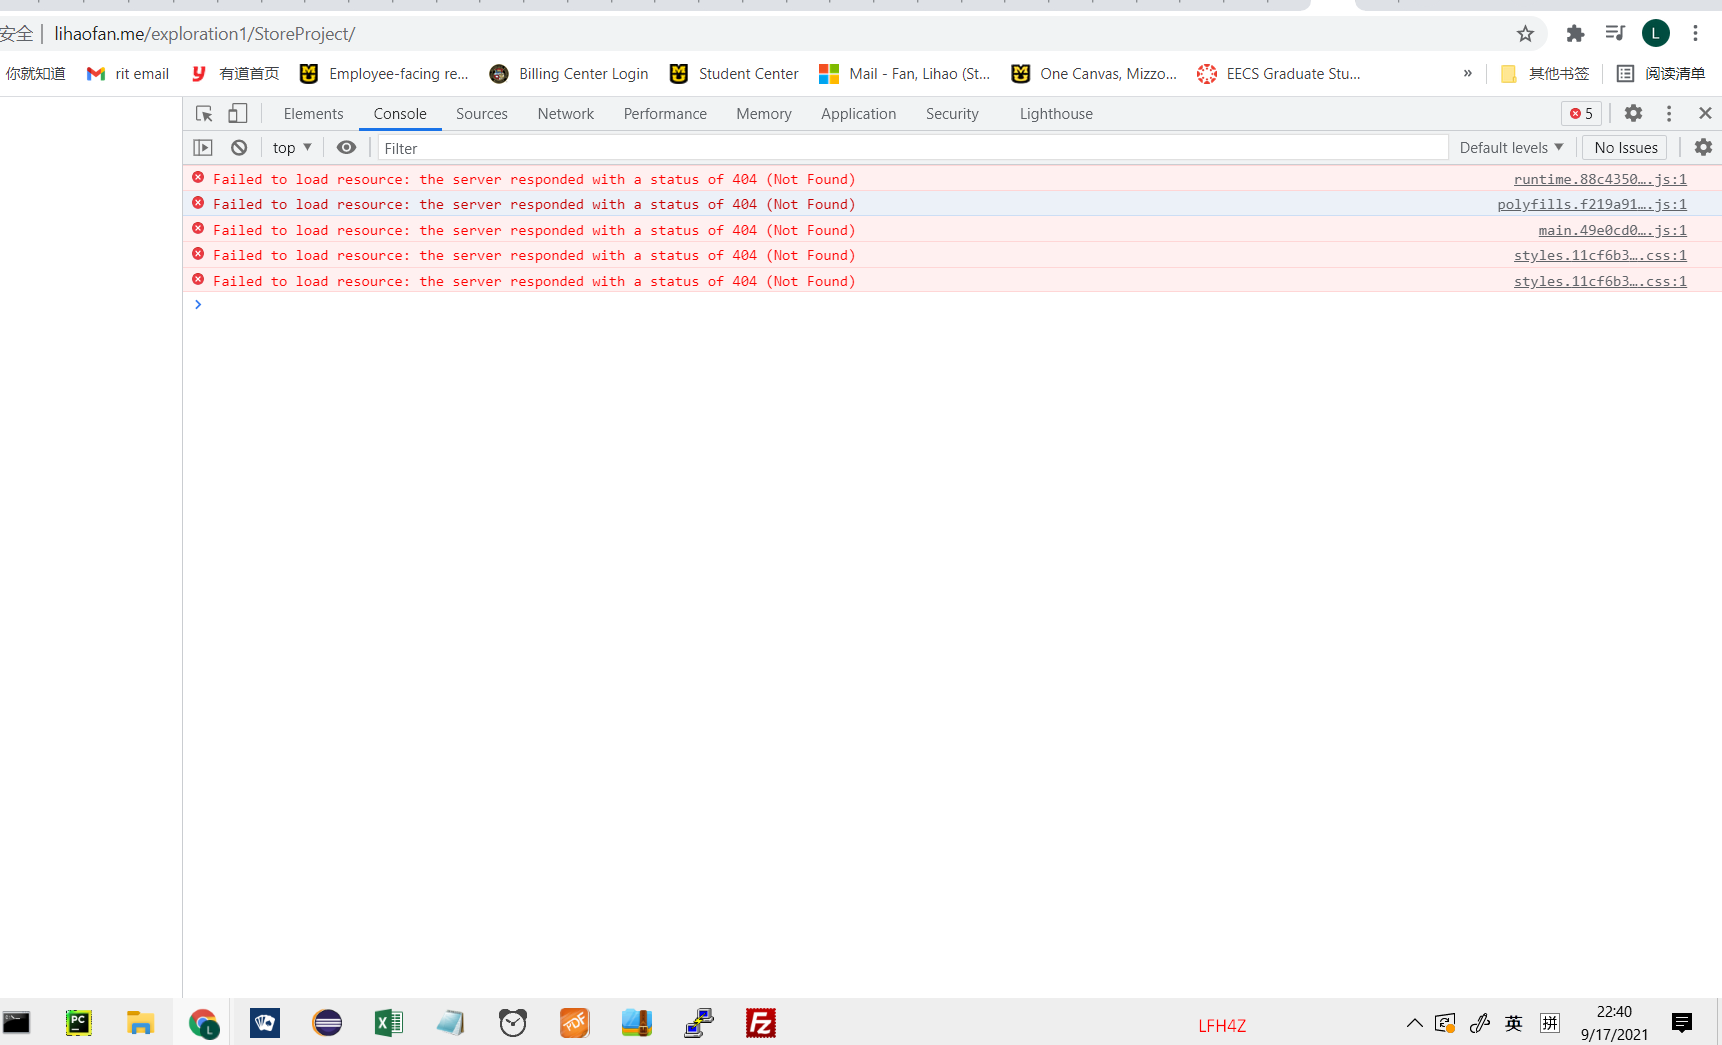 安全 | lihaofan.me/exploration1/StoreProject/
L
你就知道 rit email 有道首页 Employee-facing re... Billing Center Login Student Center Mail - Fan, Lihao (St... One Canvas, Mizzo... EECS Graduate Stu... » 其他书签 阅读清单
Elements Console Sources Network Performance Memory Application Security Lighthouse 5
top Filter Default levels No Issues
Failed to load resource: the server responded with a status of 404 (Not Found) runtime.88c4350….js:1
Failed to load resource: the server responded with a status of 404 (Not Found) polyfills.f219a91….js:1
Failed to load resource: the server responded with a status of 404 (Not Found) main.49e0cd0….js:1
Failed to load resource: the server responded with a status of 404 (Not Found) styles.11cf6b3….css:1
Failed to load resource: the server responded with a status of 404 (Not Found) styles.11cf6b3….css:1
PC L PDF Fz LFH4Z 英 拼 22:40
9/17/2021